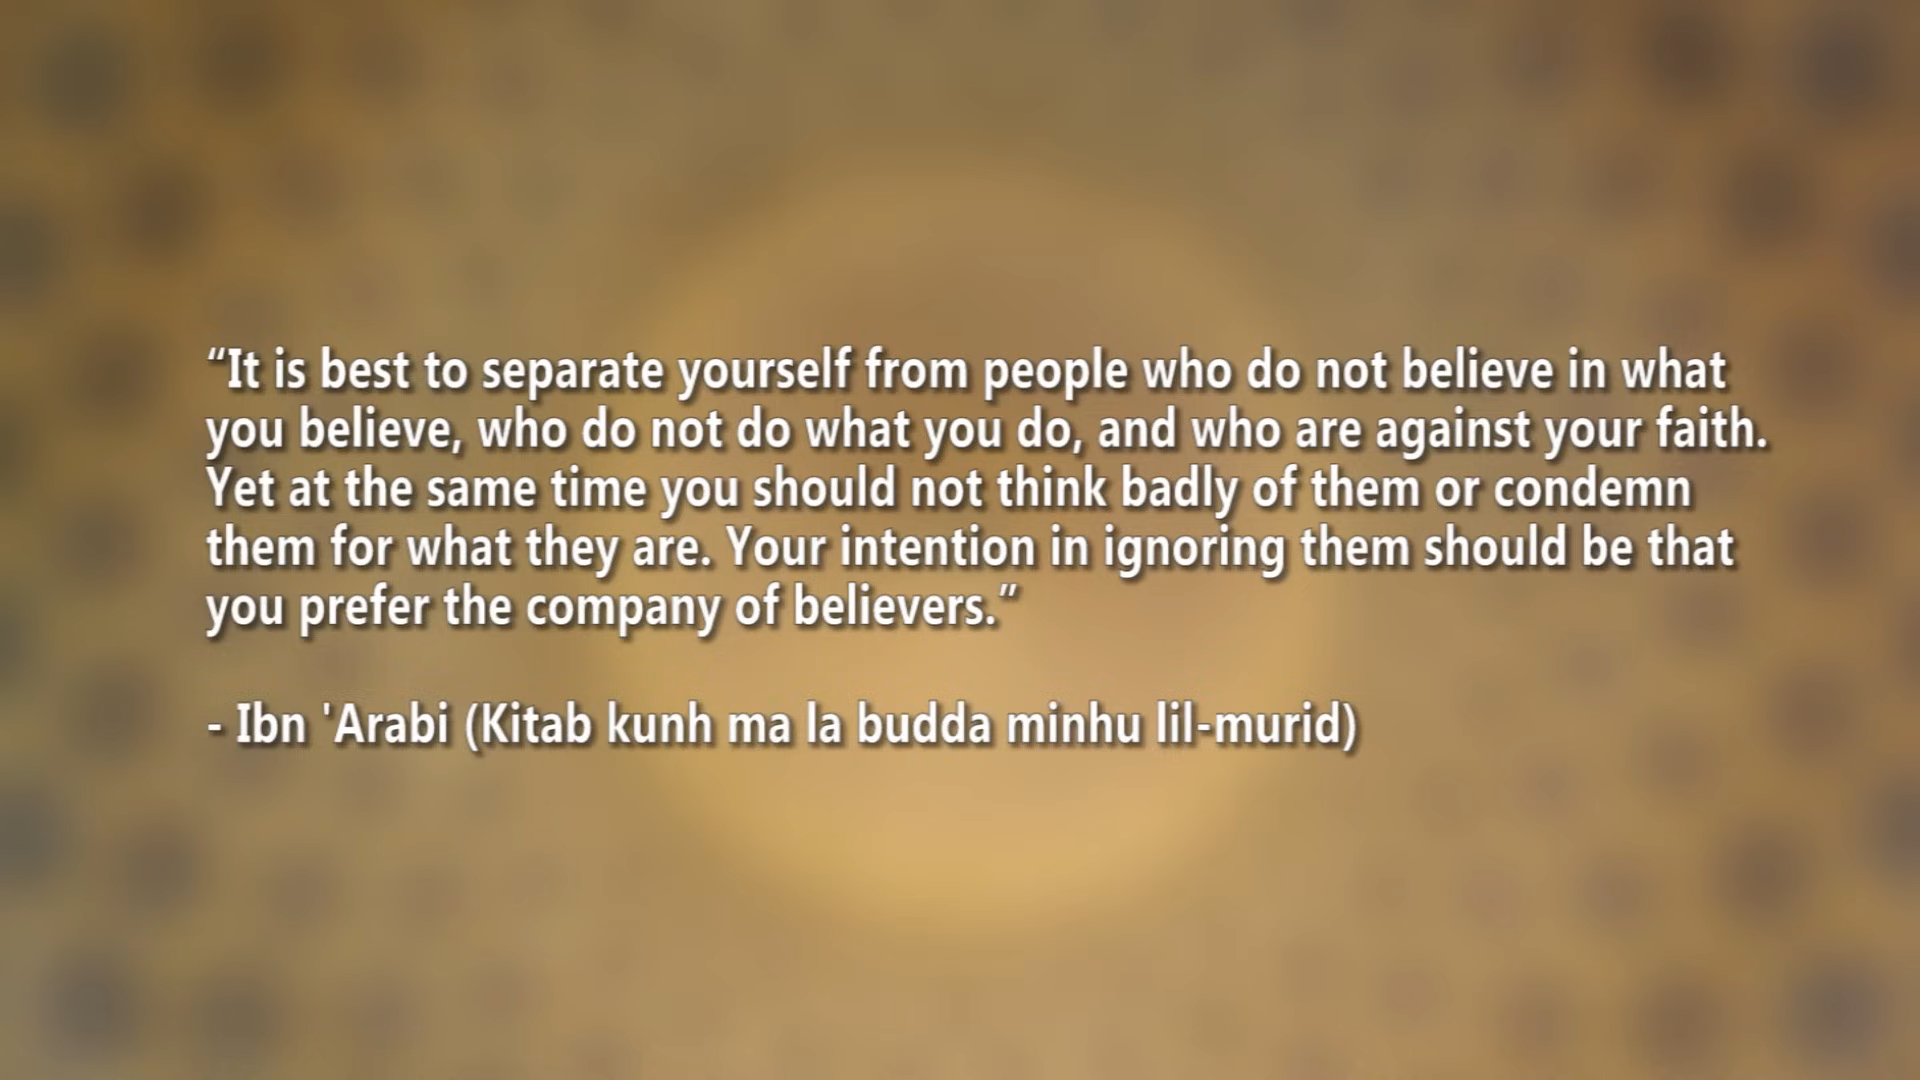 “It is best to separate yourself from people who do not believe in what
you believe, who do not do what you do, and who are against your faith.
Yet at the same time you should not think badly of them or condemn
them for what they are. Your intention in ignoring them should be that
you prefer the company of believers.”
- Ibn 'Arabi (Kitab kunh ma la budda minhu lil-murid)